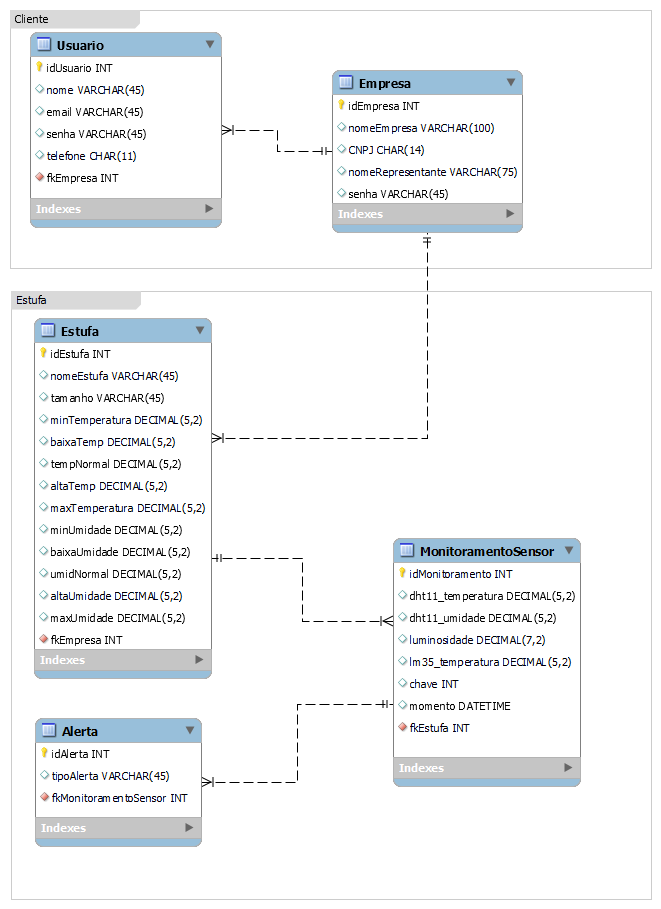 Cliente
Usuario
idUsuario INT
nome VARCHAR(45)
email VARCHAR(45)
senha VARCHAR(45)
telefone CHAR(11)
fkEmpresa INT
Indexes
Empresa
idEmpresa INT
nomeEmpresa VARCHAR(100)
CNPJ CHAR(14)
nomeRepresentante VARCHAR(75)
senha VARCHAR(45)
Indexes
Estufa
Estufa
idEstufa INT
nomeEstufa VARCHAR(45)
tamanho VARCHAR(45)
minTemperatura DECIMAL(5,2)
baixaTemp DECIMAL(5,2)
tempNormal DECIMAL(5,2)
altaTemp DECIMAL(5,2)
maxTemperatura DECIMAL(5,2)
minUmidade DECIMAL(5,2)
baixaUmidade DECIMAL(5,2)
umidNormal DECIMAL(5,2)
altaUmidade DECIMAL(5,2)
maxUmidade DECIMAL(5,2)
fkEmpresa INT
Indexes
MonitoramentoSensor
idMonitoramento INT
dht11_temperatura DECIMAL(5,2)
dht11_umidade DECIMAL(5,2)
luminosidade DECIMAL(7,2)
lm35_temperatura DECIMAL(5,2)
chave INT
momento DATETIME
fkEstufa INT
Indexes
Alerta
idAlerta INT
tipoAlerta VARCHAR(45)
fkMonitoramentoSensor INT
Indexes